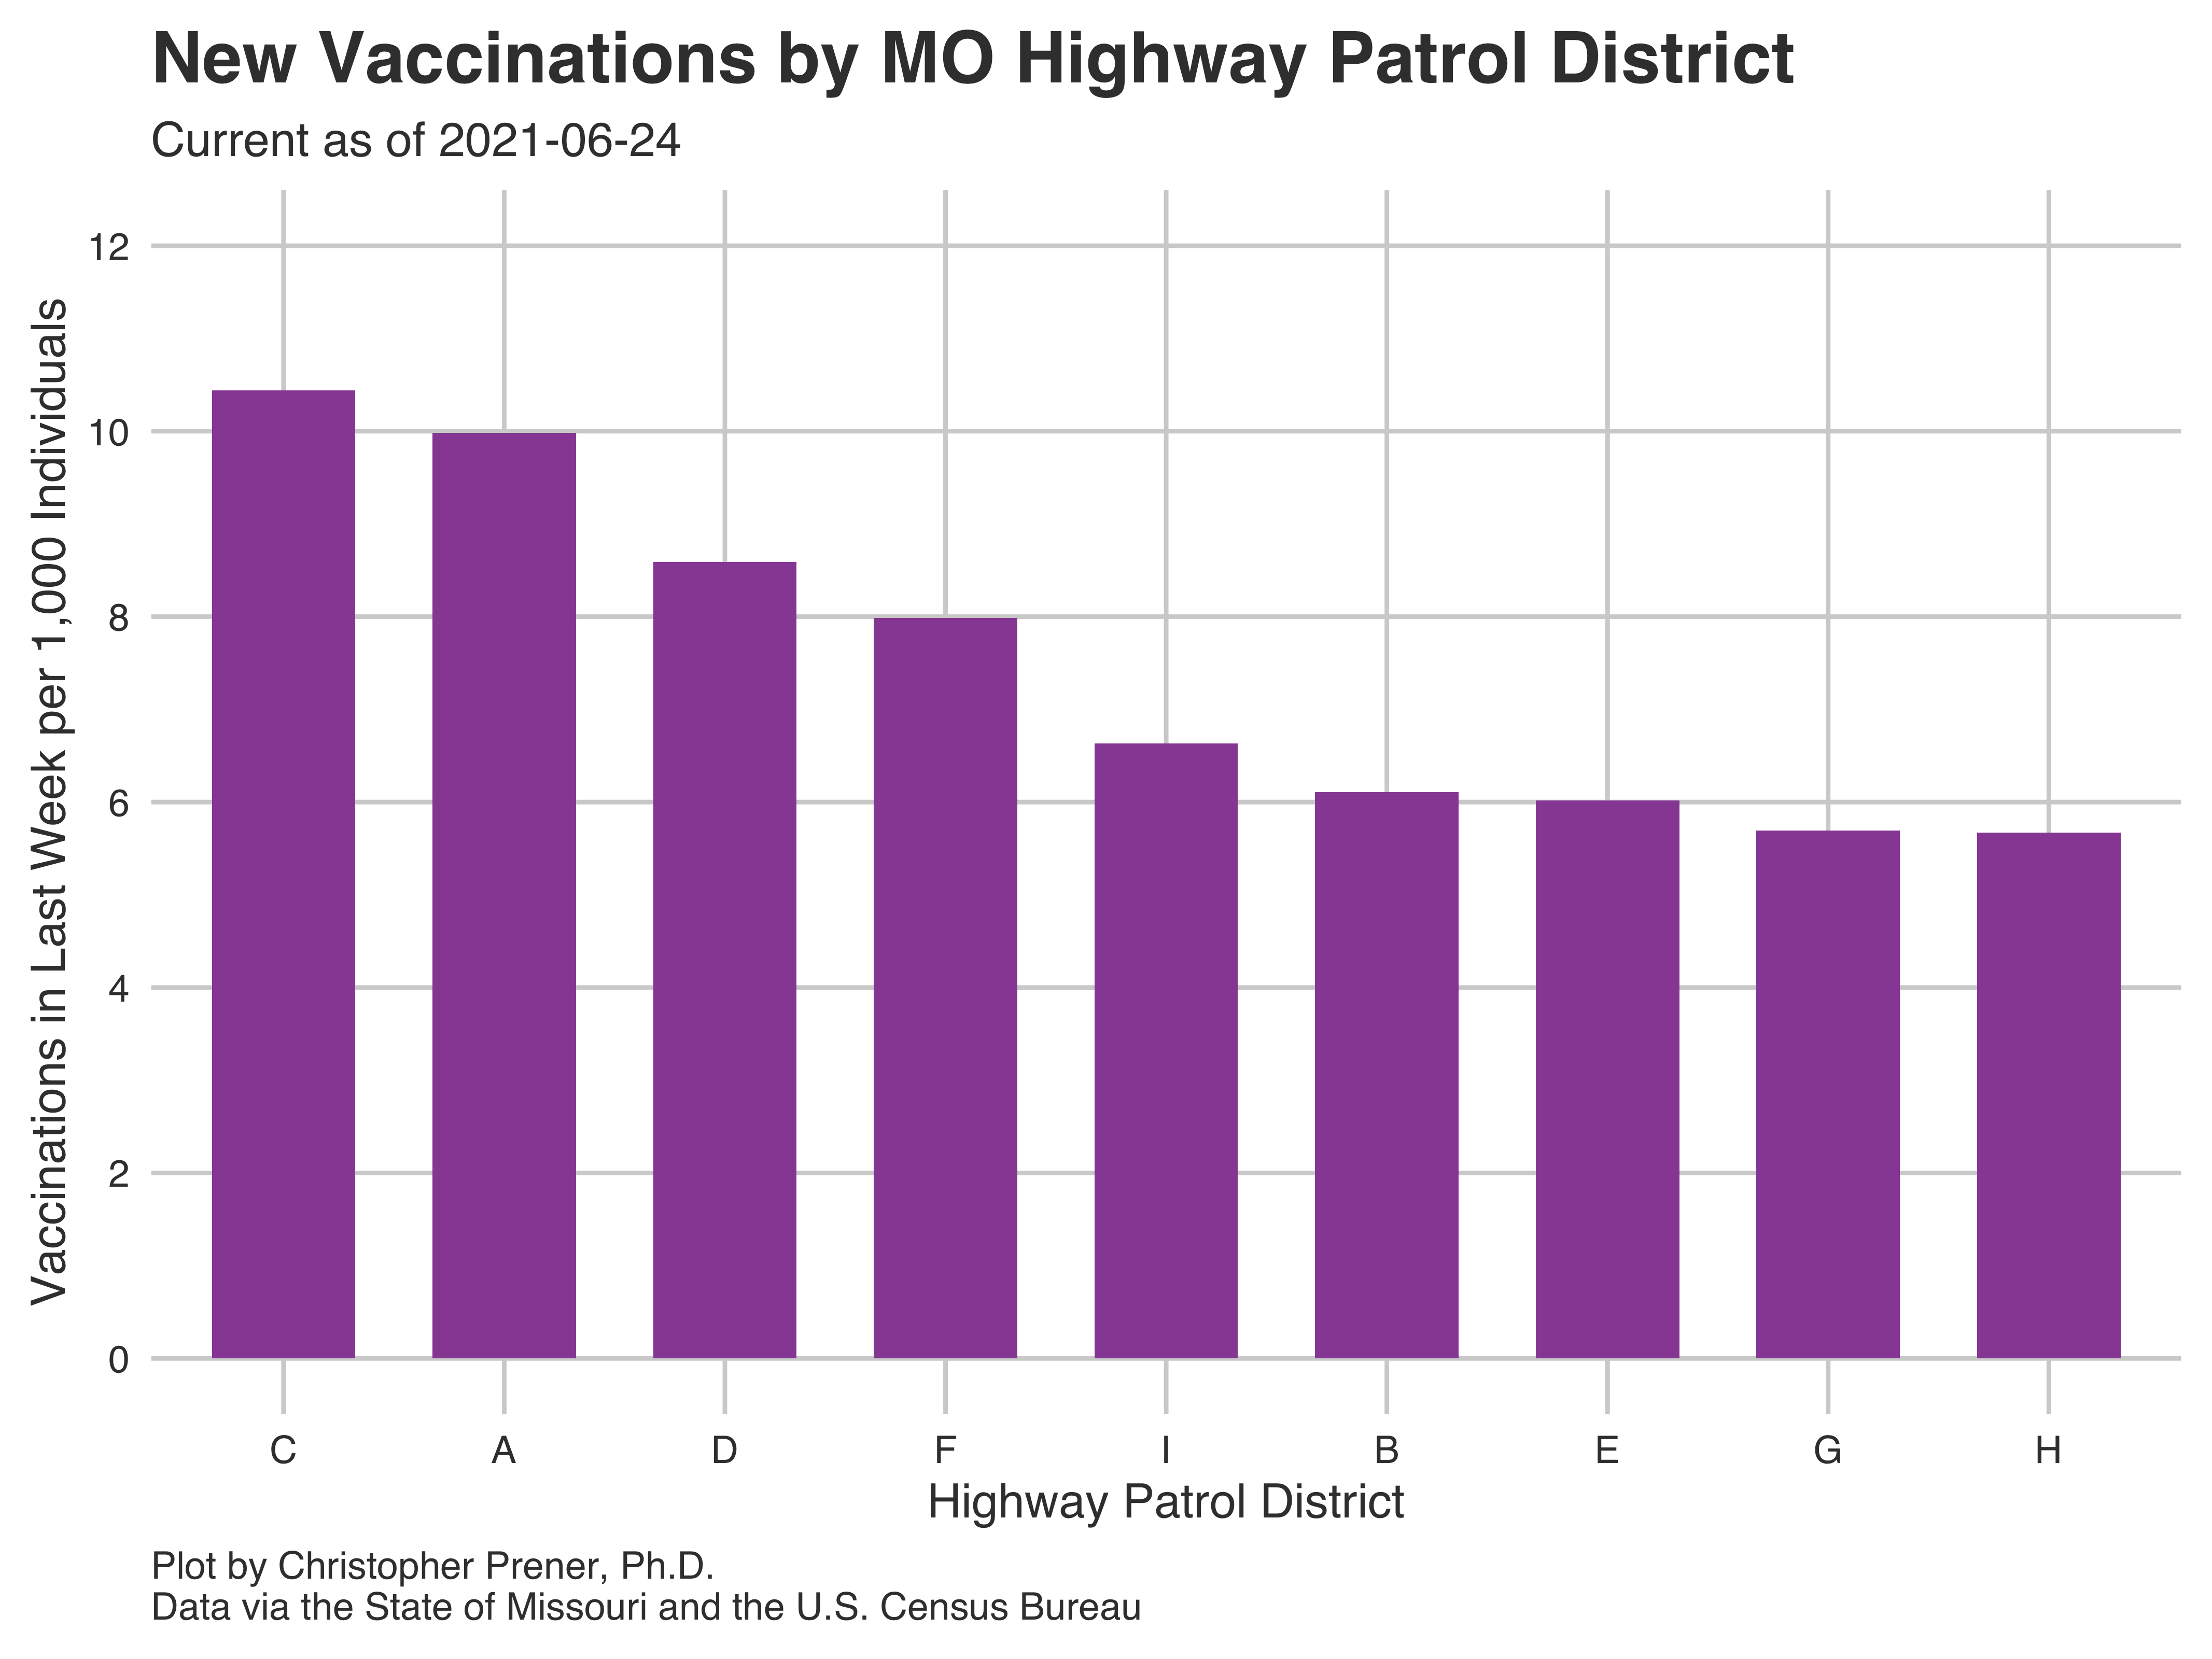 New Vaccinations by MO Highway Patrol District
Current as of 2021-06-24
Vaccinations in Last Week per 1,000 Individuals
12
10
8
6
4
2
0
C A D F I B E G H
Highway Patrol District
Plot by Christopher Prener, Ph.D.
Data via the State of Missouri and the U.S. Census Bureau